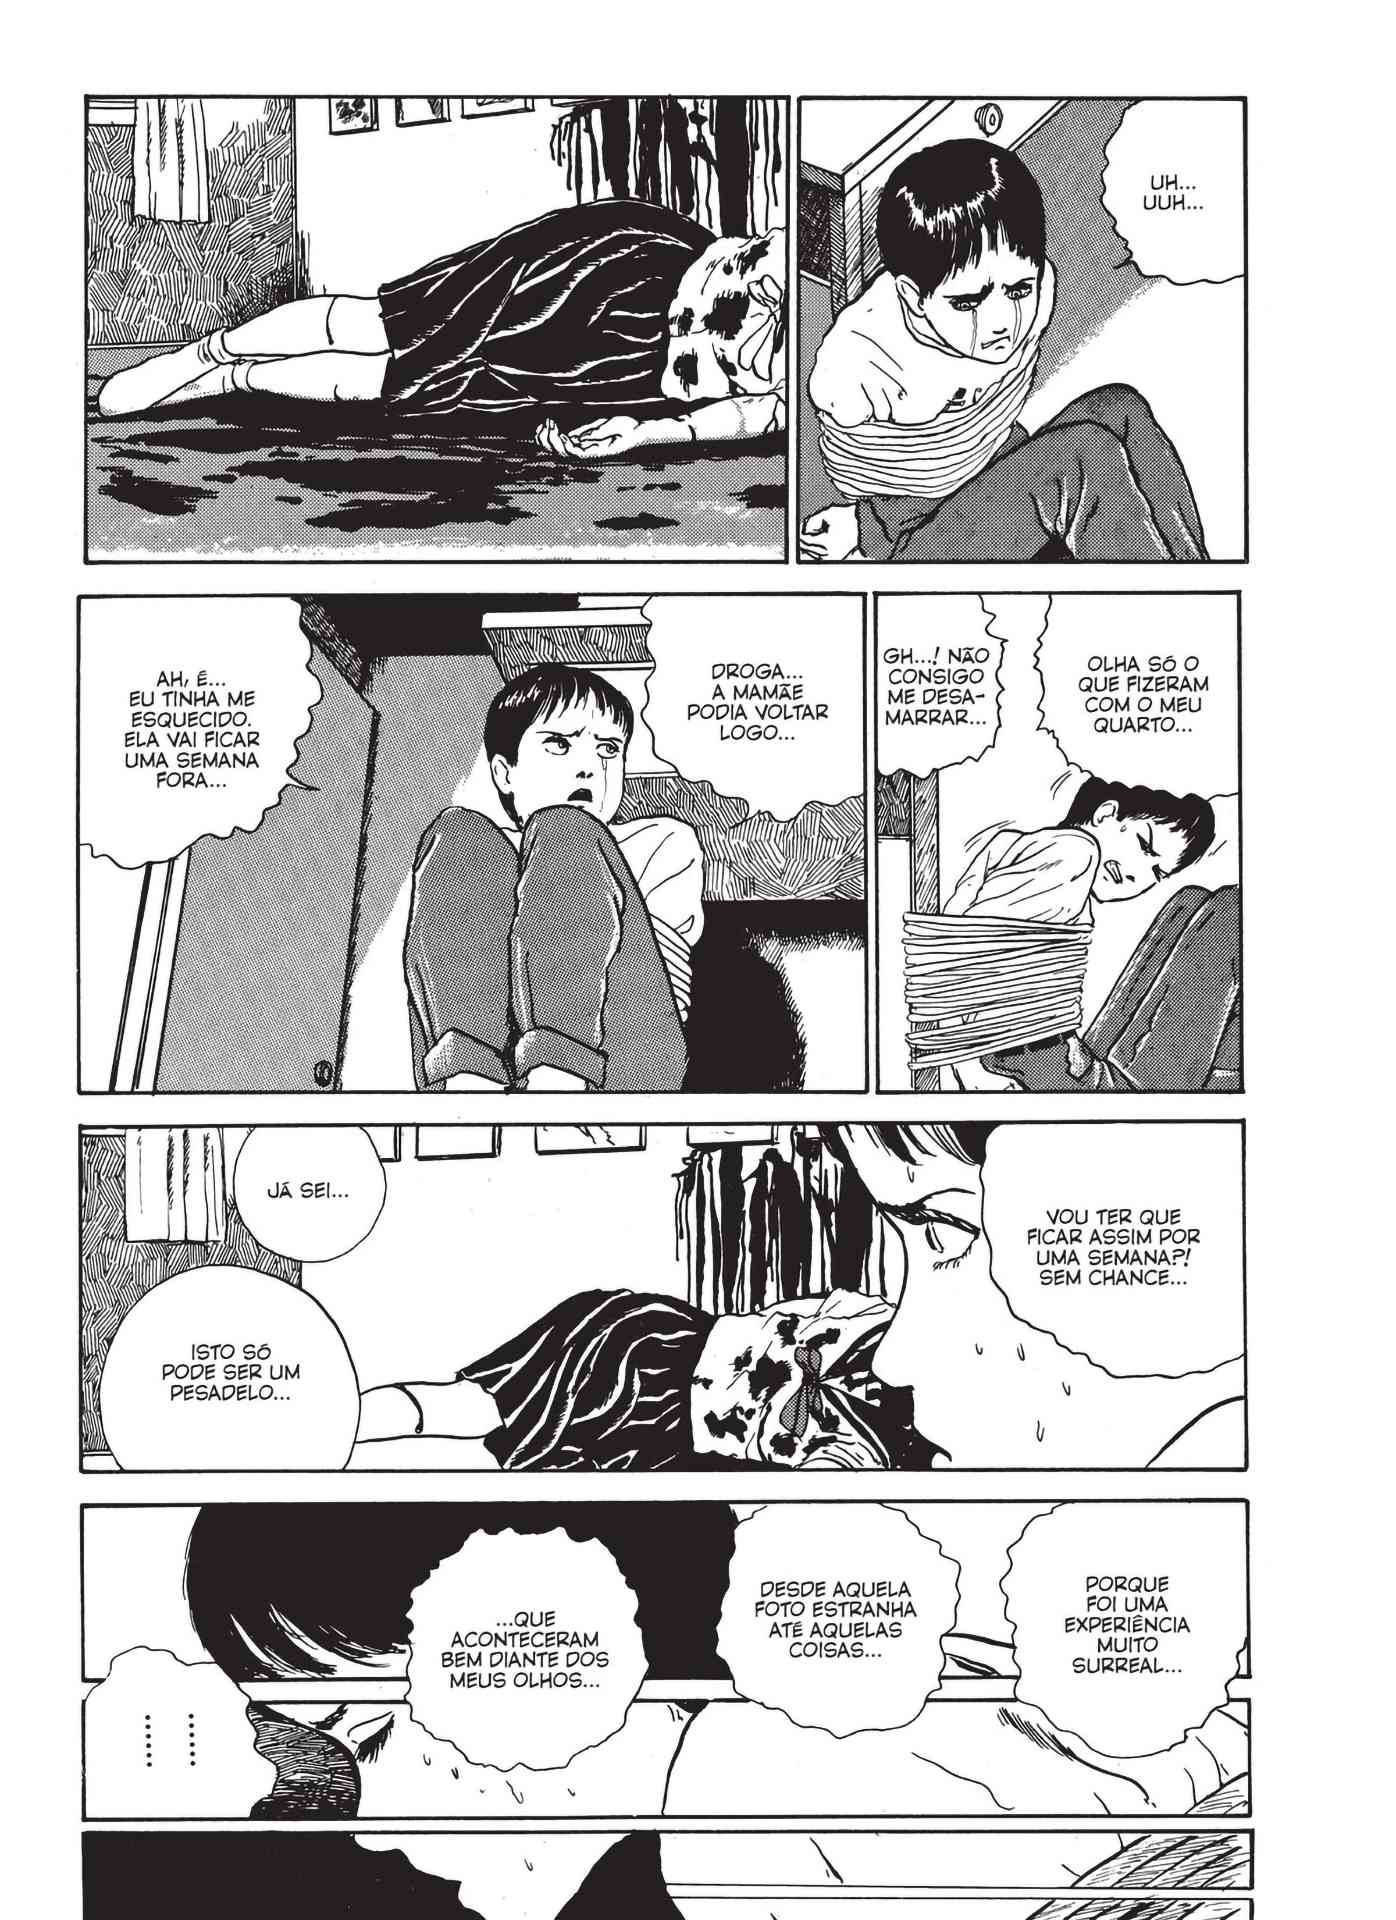 UH...
UUH...
OLHA SÓ O
QUE FIZERAM
COM O MEU
QUARTO...
GH...! NÃO
CONSIGO
ME DESA-
MARRAR...
DROGA...
A MAMÃE
PODIA VOLTAR
LOGO...
AH, É...
EU TINHA ME
ESQUECIDO.
ELA VAI FICAR
UMA SEMANA
FORA...
VOU TER QUE
FICAR ASSIM POR
UMA SEMANA?!
SEM CHANCE...
JÁ SEI...
ISTO SÓ
PODE SER UM
PESADELO...
PORQUE
FOI UMA
EXPERIÊNCIA
MUITO
SURREAL...
DESDE AQUELA
FOTO ESTRANHA
ATÉ AQUELAS
COISAS...
...QUE
ACONTECERAM
BEM DIANTE DOS
MEUS OLHOS...
......
......